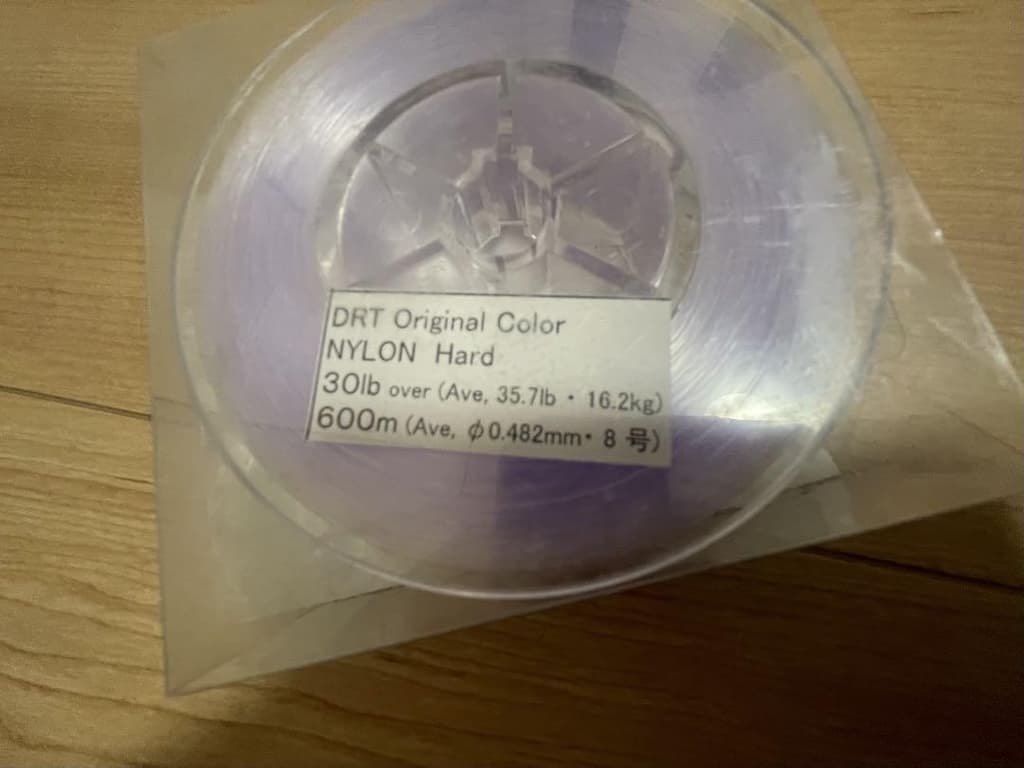 DRT Original Color
NYLON Hard
30lb over (Ave, 35.7lb・16.2kg)
600m (Ave, φ0.482mm・8号)